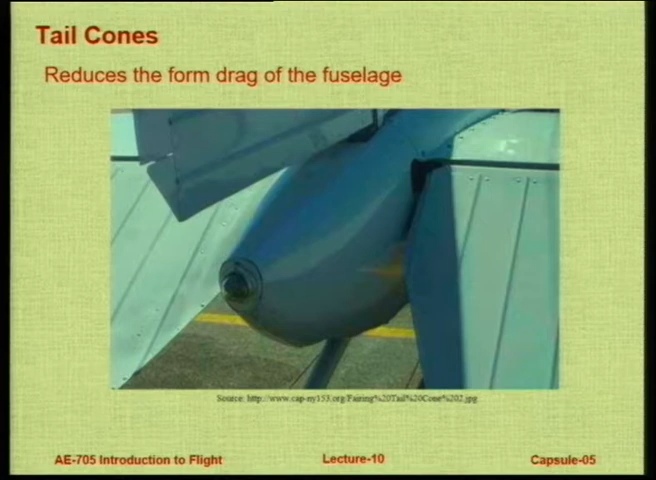 Tail Cones
Reduces the form drag of the fuselage
Source: http://www.cap-ny153.org/Fairing%20Tail%20Cone%202.jpg
AE-705 Introduction to Flight
Lecture-10
Capsule-05